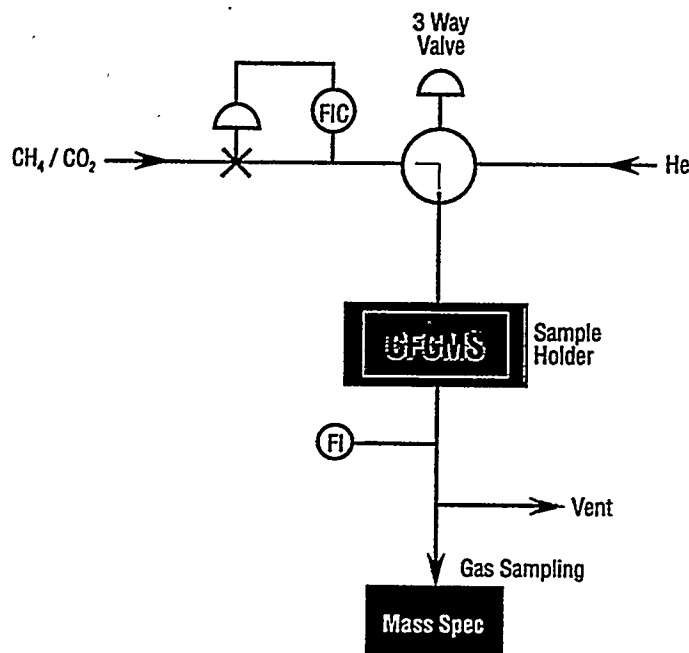 3 Way
Valve
FIC
CH₄ / CO₂
He
CFCMS
Sample
Holder
FI
Vent
Gas Sampling
Mass Spec